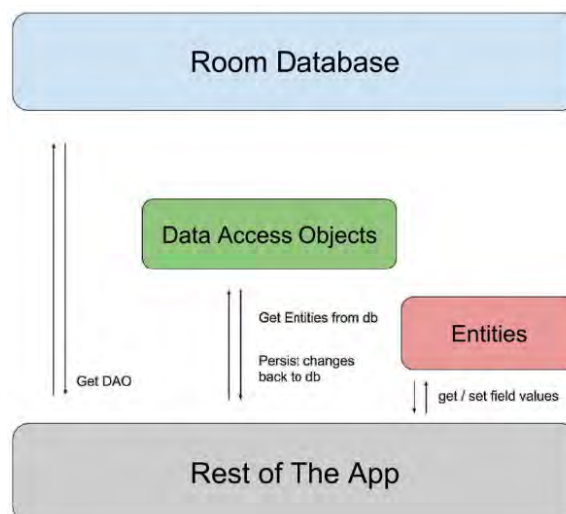 Room Database
Data Access Objects
Get Entities from db
Entities
Persist changes
back to db
Get DAO
get / set field values
Rest of The App